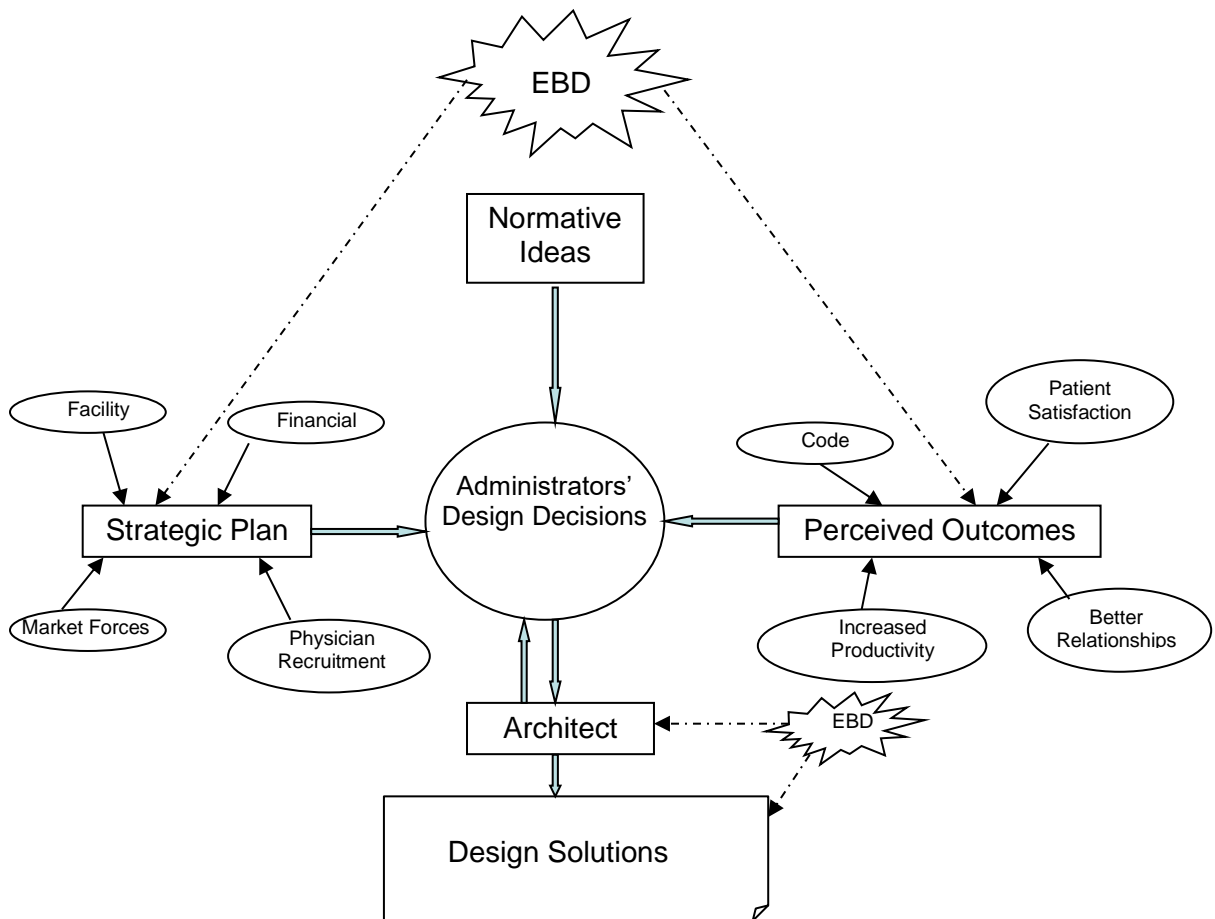 EBD
Normative
Ideas
Facility
Financial
Patient
Satisfaction
Code
Administrators’
Design Decisions
Strategic Plan
Perceived Outcomes
Market Forces
Physician
Recruitment
Increased
Productivity
Better
Relationships
Architect
EBD
Design Solutions